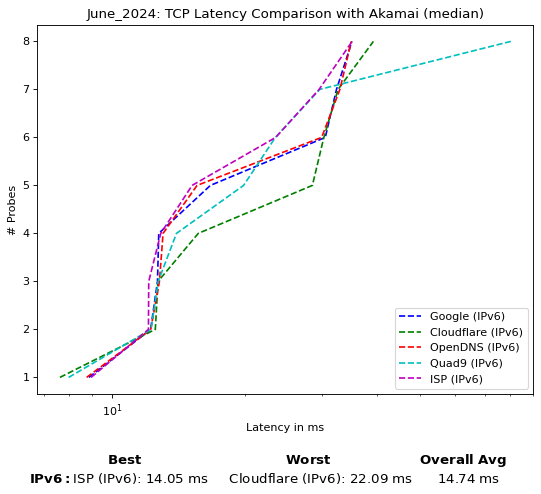 June_2024: TCP Latency Comparison with Akamai (median)
8
7
6
5
4
3
2
1
# Probes
Google (IPv6)
Cloudflare (IPv6)
OpenDNS (IPv6)
Quad9 (IPv6)
ISP (IPv6)
10¹
Latency in ms
Best Worst Overall Avg
IPv6: ISP (IPv6): 14.05 ms Cloudflare (IPv6): 22.09 ms 14.74 ms